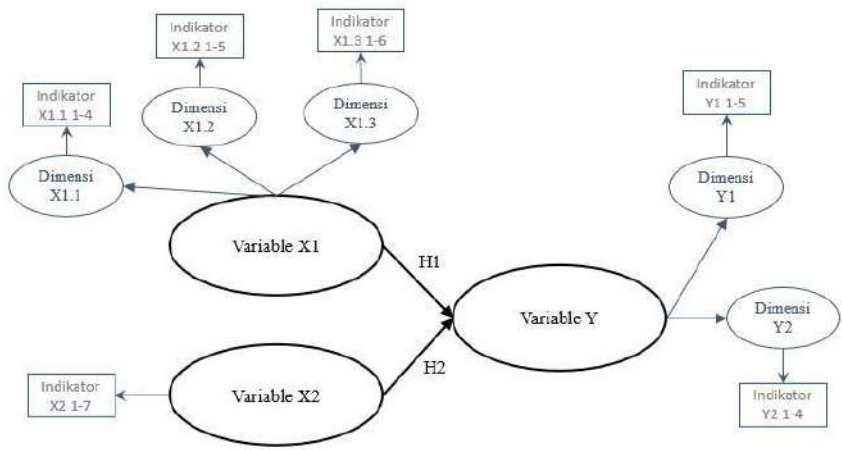 Indikator
X1.2 1-5
Indikator
X1.3 1-6
Indikator
X1.1 1-4
Dimensi
X1.2
Dimensi
X1.3
Indikator
Y1 1-5
Dimensi
X1.1
Dimensi
Y1
Variable X1
H1
Variable Y
Dimensi
Y2
H2
Indikator
X2 1-7
Variable X2
Indikator
Y2 1-4